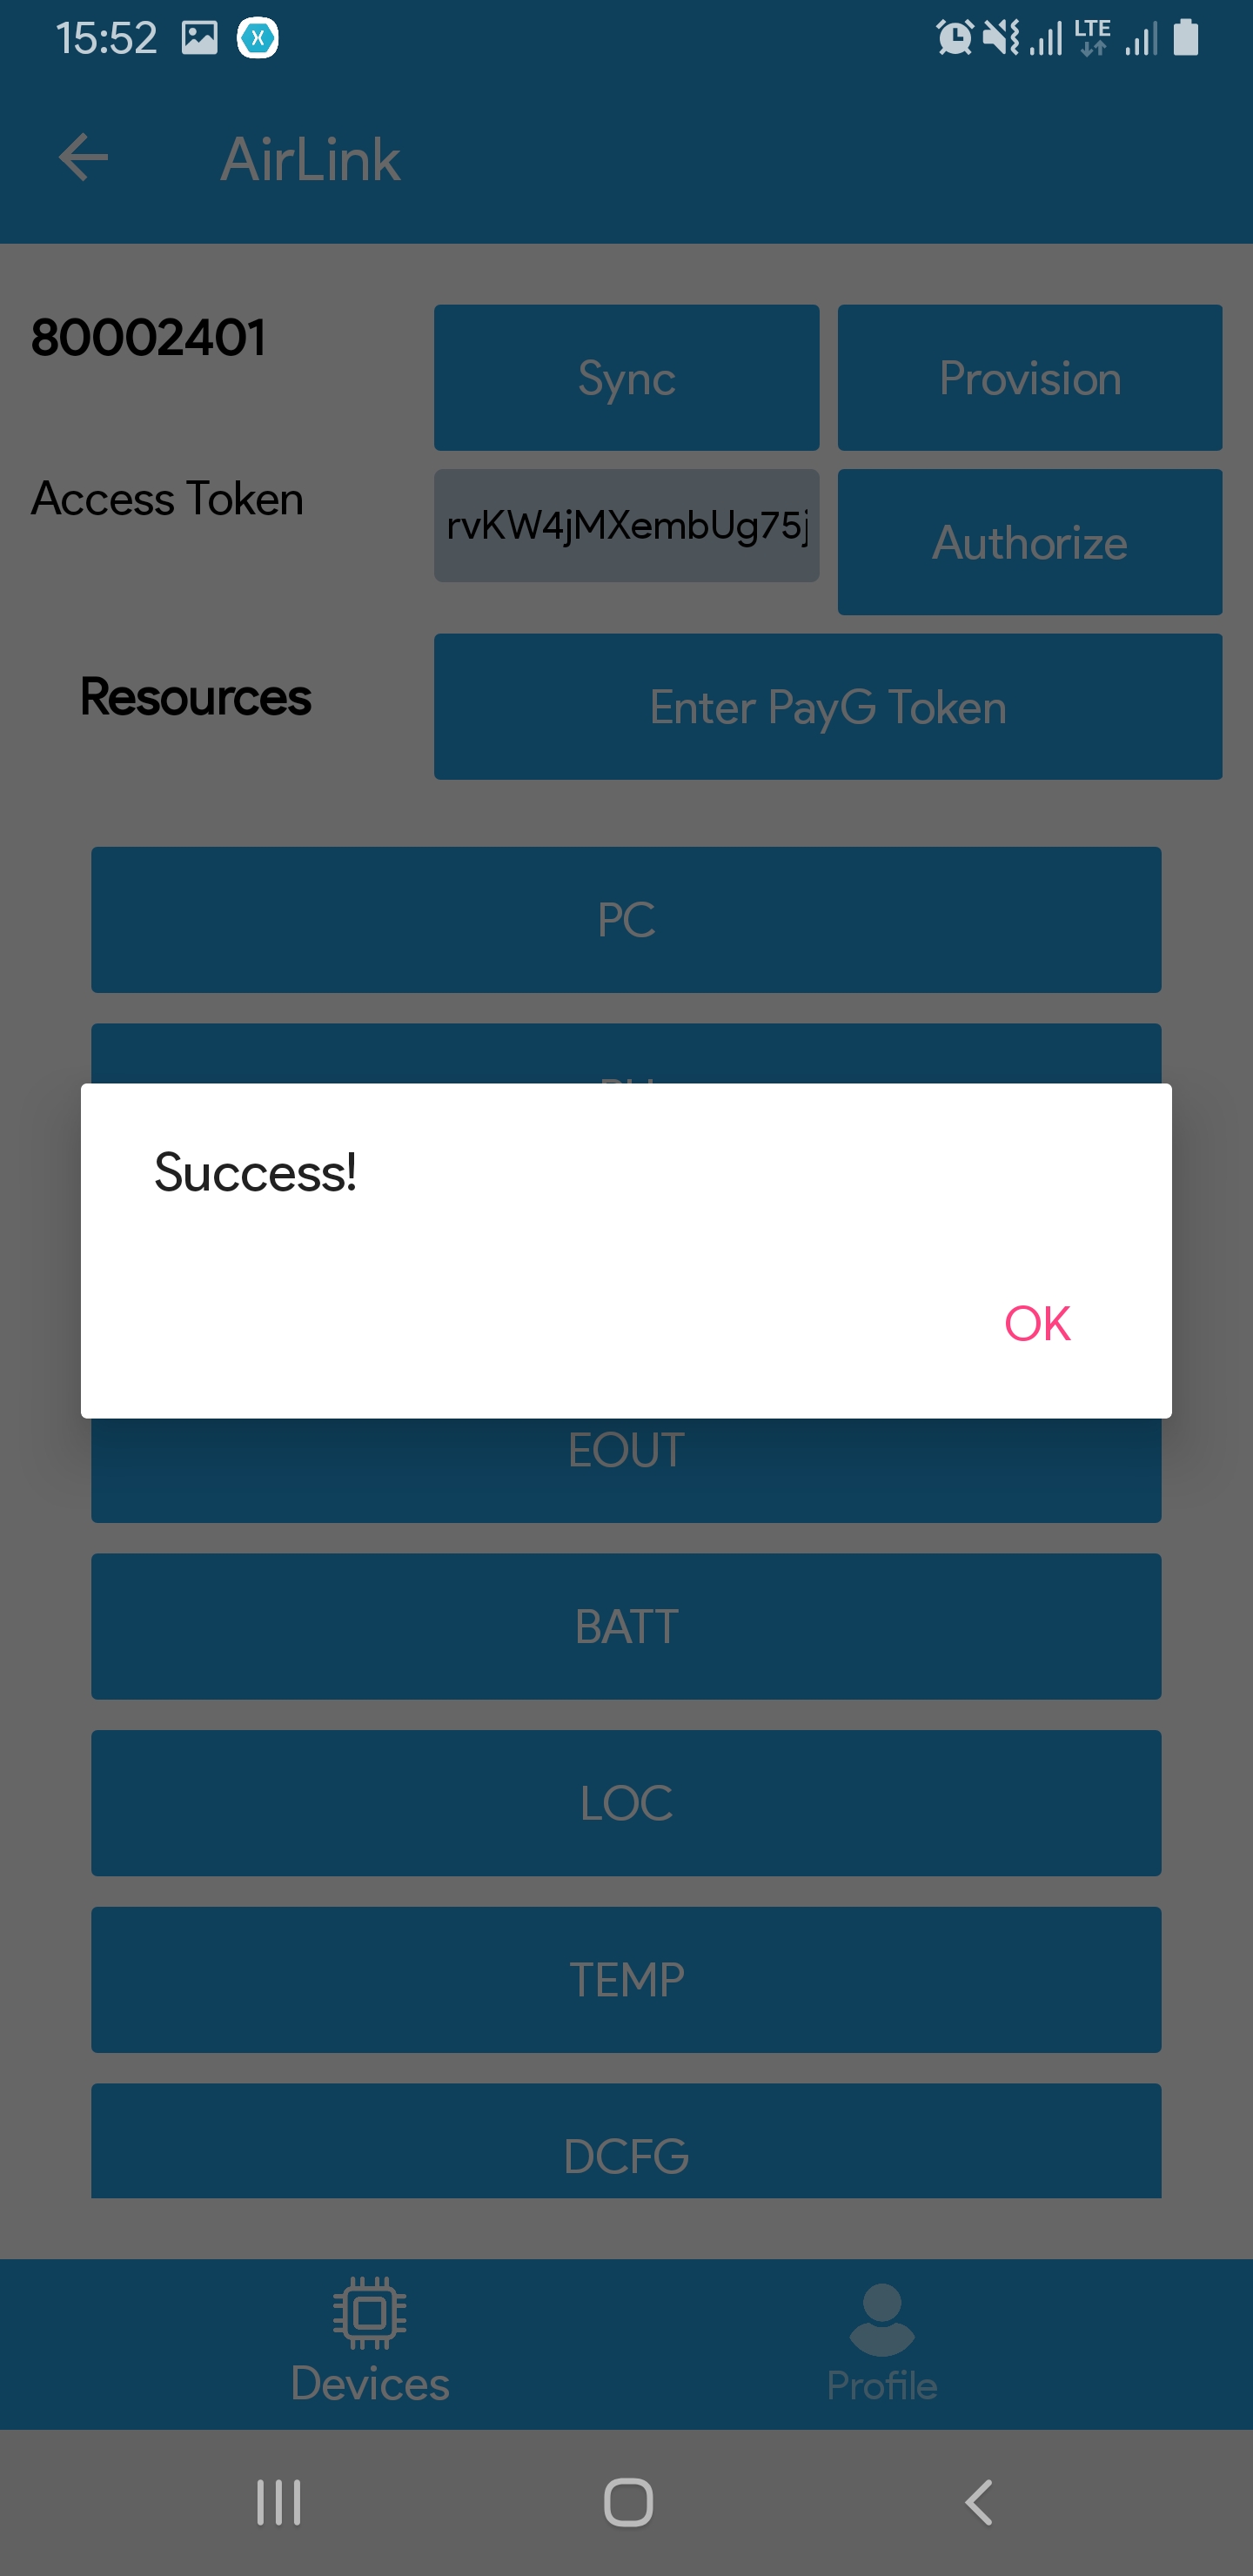 15:52
LTE
AirLink
80002401
Sync
Provision
Access Token
rvKW4jMXembUg75j
Authorize
Resources
Enter PayG Token
PC
Success!
OK
EOUT
BATT
LOC
TEMP
DCFG
Devices
Profile